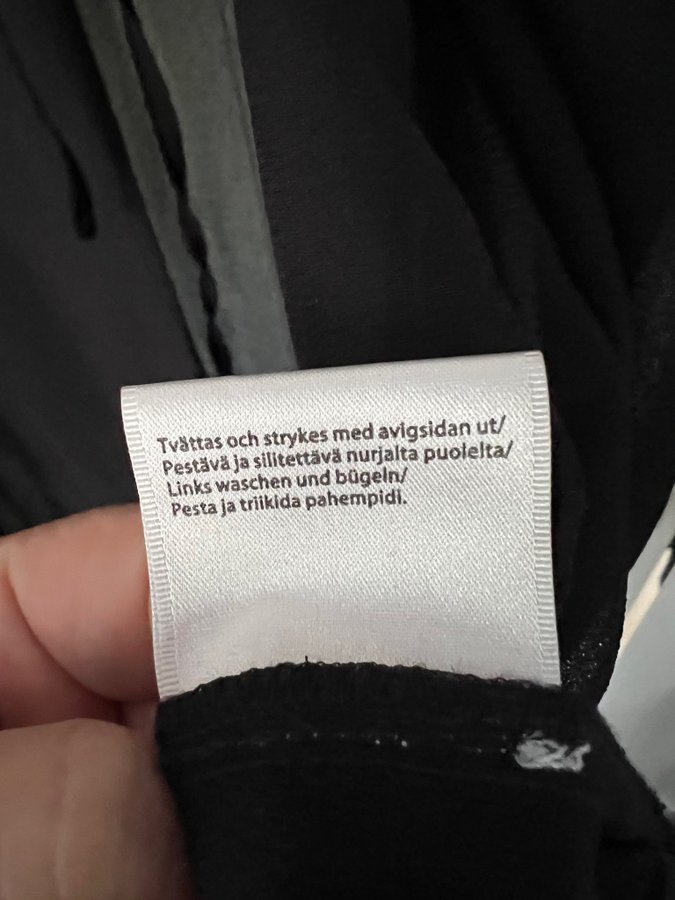 Tvättas och strykes med avigsidan ut/
Pestävä ja silitettävä nurjalta puolelta/
Links waschen und bügeln/
Pesta ja triikida pahempidi.